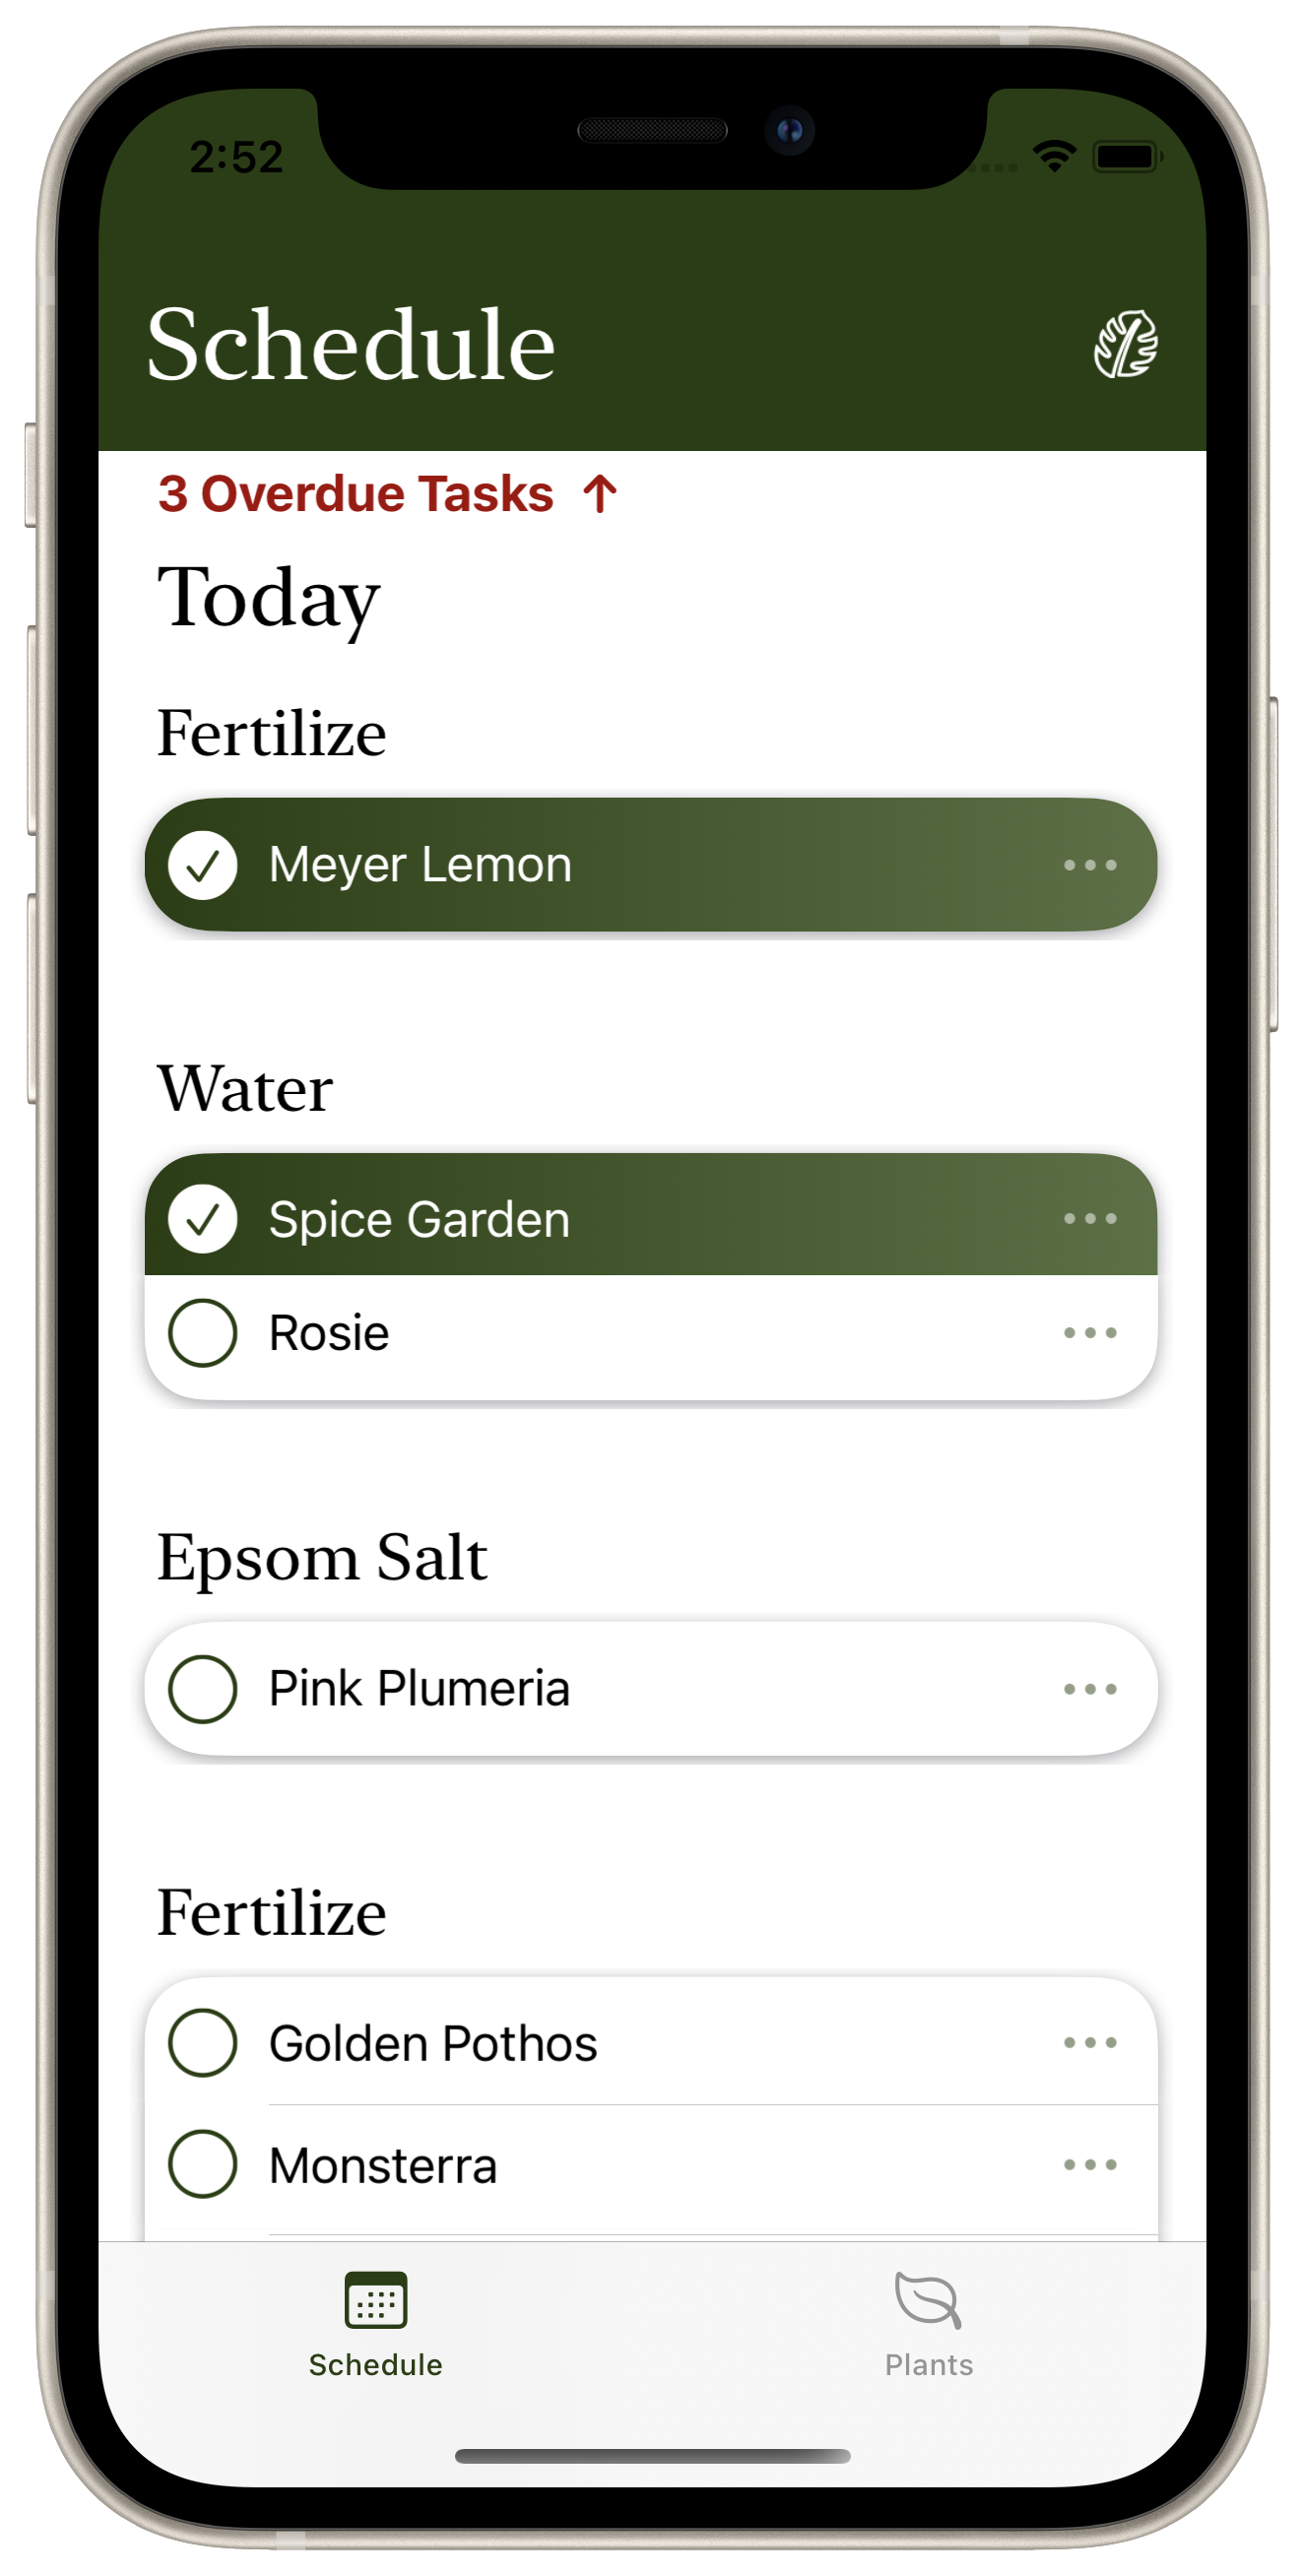 2:52
Schedule
3 Overdue Tasks ↑
Today
Fertilize
Meyer Lemon
Water
Spice Garden
Rosie
Epsom Salt
Pink Plumeria
Fertilize
Golden Pothos
Monsterra
Schedule
Plants